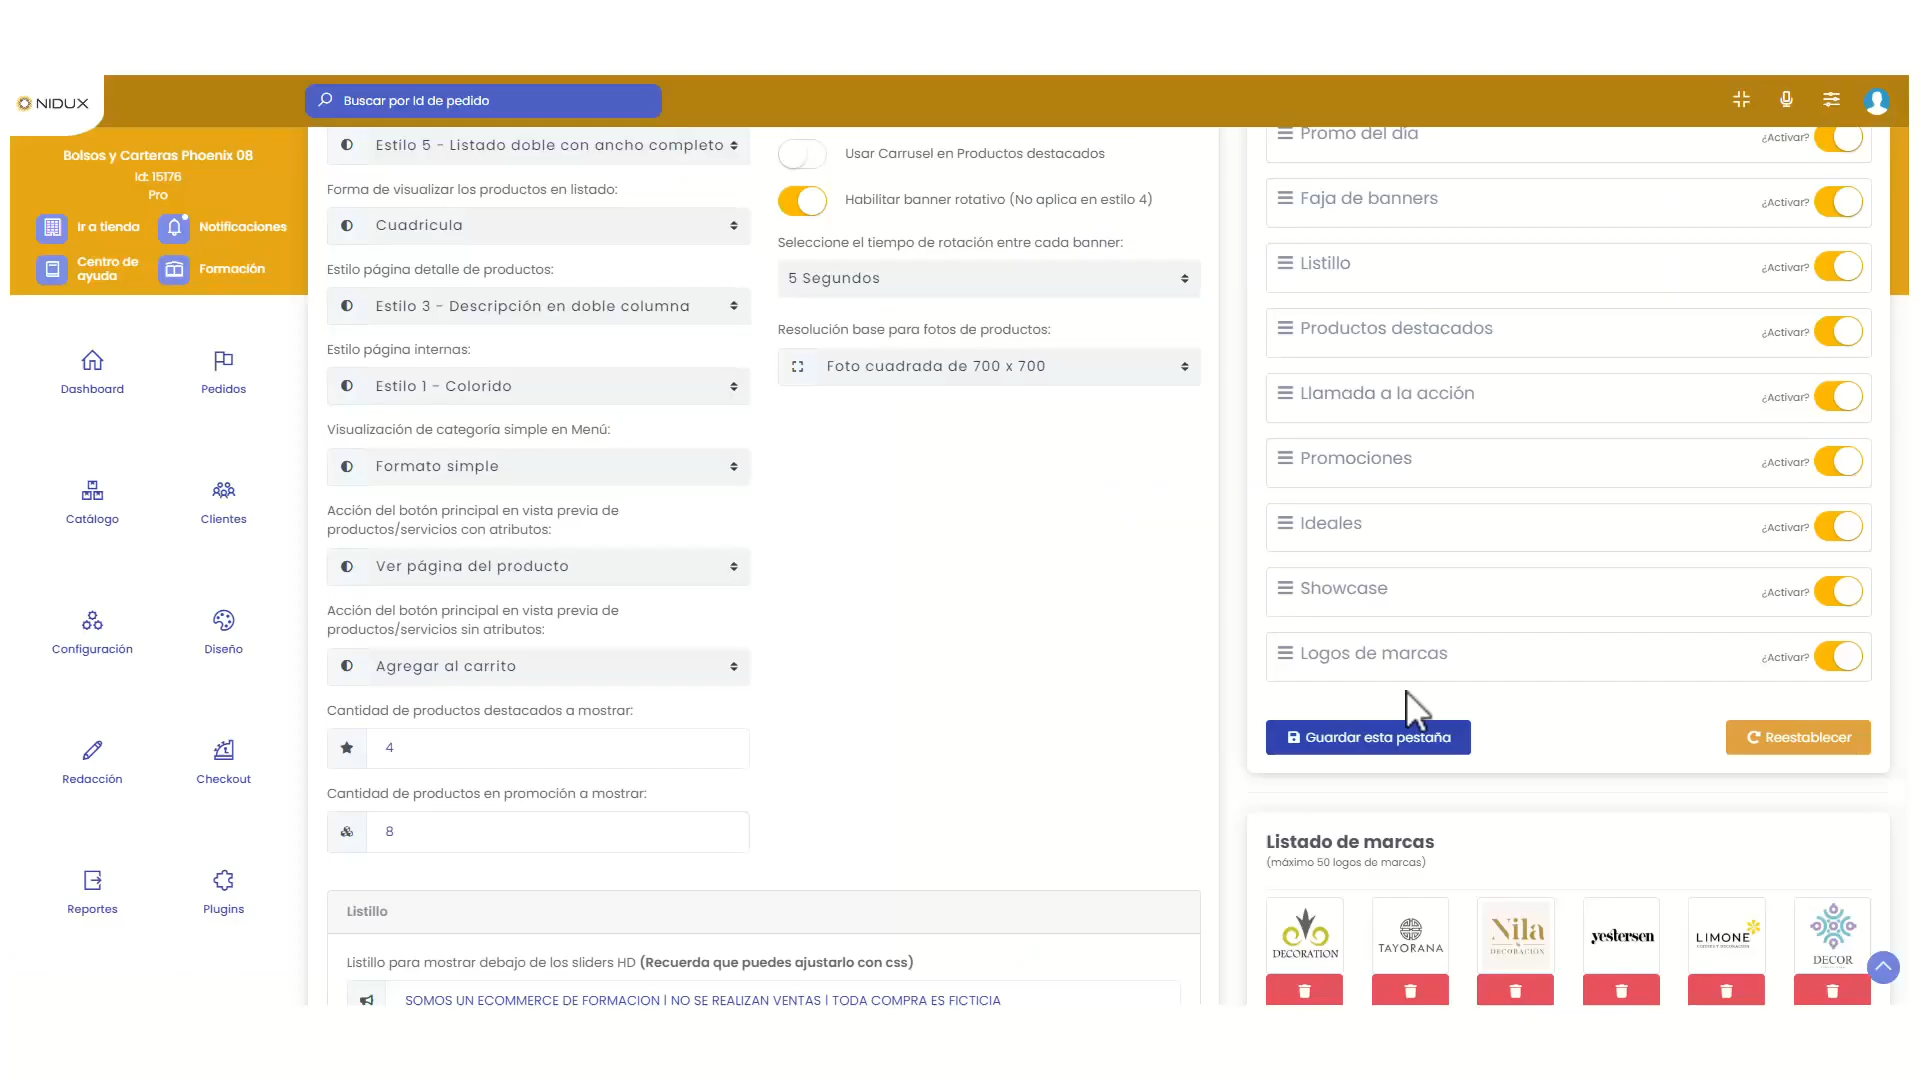 NIDUX
Buscar por Id de pedido
Bolsos y Carteras Phoenix 08
Id: 15176
Pro
Ir a tienda
Notificaciones
Centro de
ayuda
Formación
Dashboard
Pedidos
Catálogo
Clientes
Configuración
Diseño
Redacción
Checkout
Reportes
Plugins
Estilo 5 - Listado doble con ancho completo
Forma de visualizar los productos en listado:
Cuadricula
Estilo página detalle de productos:
Estilo 3 - Descripción en doble columna
Estilo página internas:
Estilo 1 - Colorido
Visualización de categoría simple en Menú:
Formato simple
Acción del botón principal en vista previa de
productos/servicios con atributos:
Ver página del producto
Acción del botón principal en vista previa de
productos/servicios sin atributos:
Agregar al carrito
Cantidad de productos destacados a mostrar:
4
Cantidad de productos en promoción a mostrar:
8
Usar Carrusel en Productos destacados
Habilitar banner rotativo (No aplica en estilo 4)
Seleccione el tiempo de rotación entre cada banner:
5 Segundos
Resolución base para fotos de productos:
Foto cuadrada de 700 x 700
Listillo
Listillo para mostrar debajo de los sliders HD (Recuerda que puedes ajustarlo con css)
SOMOS UN ECOMMERCE DE FORMACION | NO SE REALIZAN VENTAS | TODA COMPRA ES FICTICIA
Promo del día ¿Activar?
Faja de banners ¿Activar?
Listillo ¿Activar?
Productos destacados ¿Activar?
Llamada a la acción ¿Activar?
Promociones ¿Activar?
Ideales ¿Activar?
Showcase ¿Activar?
Logos de marcas ¿Activar?
Guardar esta pestaña
Reestablecer
Listado de marcas
(máximo 50 logos de marcas)
DECORATION
TAYORANA
Nila
DECORACIÓN
yestersen
LIMONE
DECOR